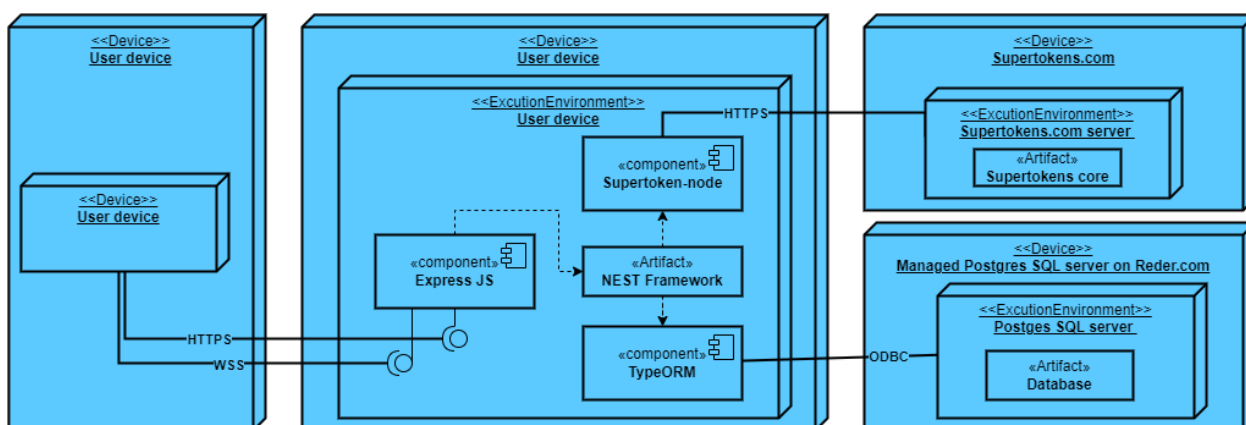 <<Device>>
User device
<<Device>>
User device
HTTPS
WSS
<<Device>>
User device
<<ExcutionEnvironment>>
User device
«component»
Supertoken-node
«component»
Express JS
«Artifact»
NEST Framework
«component»
TypeORM
HTTPS
ODBC
<<Device>>
Supertokens.com
<<ExcutionEnvironment>>
Supertokens.com server
«Artifact»
Supertokens core
<<Device>>
Managed Postgres SQL server on Reder.com
<<ExcutionEnvironment>>
Postges SQL server
«Artifact»
Database